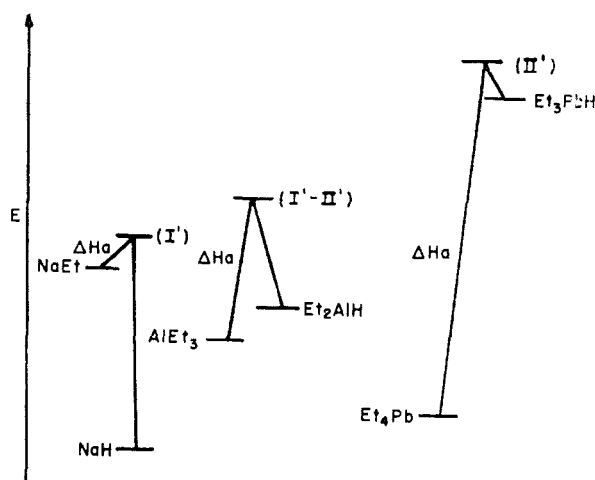 (II')
Et₃PbH
(I'-II')
E
(I')
ΔHa
NaEt
ΔHa
ΔHa
Et₂AlH
AlEt₃
Et₄Pb
NaH